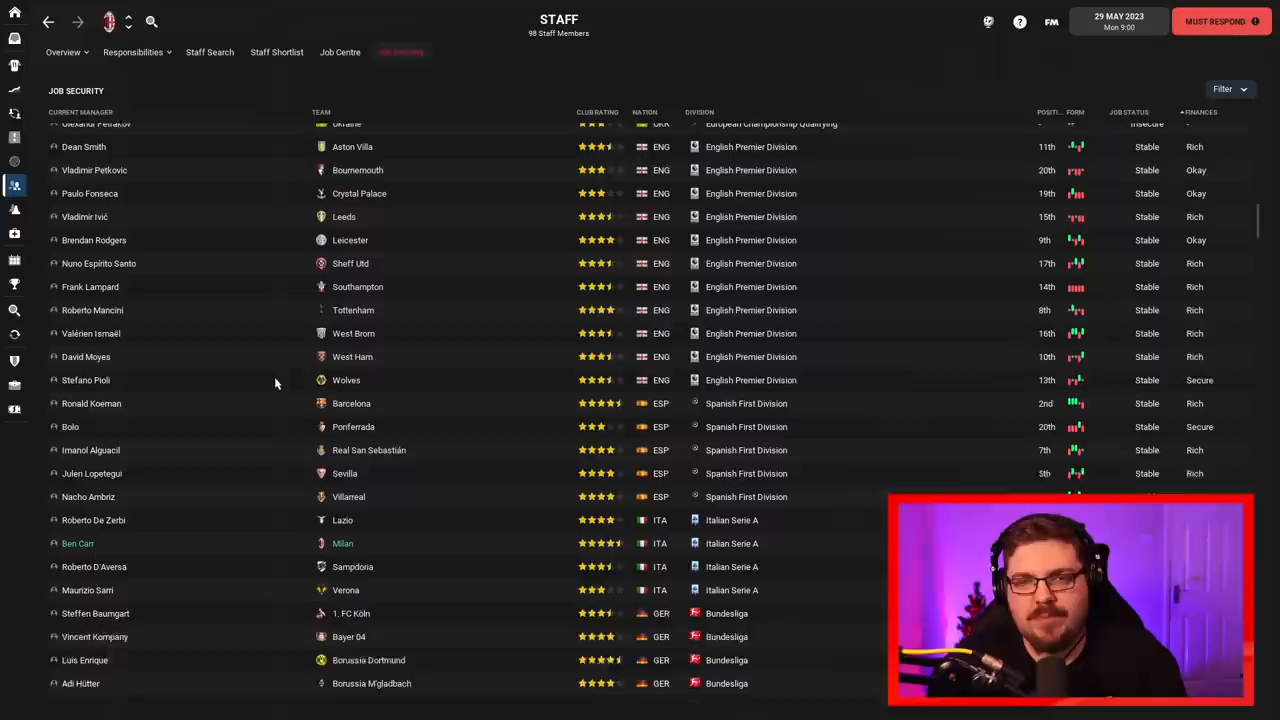 STAFF
98 Staff Members
FM
29 MAY 2023
Mon 9:00
MUST RESPOND
Overview
Responsibilities
Staff Search
Staff Shortlist
Job Centre
Job Security
JOB SECURITY
Filter
CURRENT MANAGER TEAM CLUB RATING NATION DIVISION POSITI... FORM JOB STATUS FINANCES
Olexandr Petrakov Ukraine UKR European Championship Qualifying - Insecure -
Dean Smith Aston Villa ENG English Premier Division 11th Stable Rich
Vladimir Petkovic Bournemouth ENG English Premier Division 20th Stable Okay
Paulo Fonseca Crystal Palace ENG English Premier Division 19th Stable Okay
Vladimir Ivić Leeds ENG English Premier Division 15th Stable Rich
Brendan Rodgers Leicester ENG English Premier Division 9th Stable Okay
Nuno Espírito Santo Sheff Utd ENG English Premier Division 17th Stable Rich
Frank Lampard Southampton ENG English Premier Division 14th Stable Rich
Roberto Mancini Tottenham ENG English Premier Division 8th Stable Rich
Valérien Ismaël West Brom ENG English Premier Division 16th Stable Rich
David Moyes West Ham ENG English Premier Division 10th Stable Rich
Stefano Pioli Wolves ENG English Premier Division 13th Stable Secure
Ronald Koeman Barcelona ESP Spanish First Division 2nd Stable Rich
Bolo Ponferrada ESP Spanish First Division 20th Stable Secure
Imanol Alguacil Real San Sebastián ESP Spanish First Division 7th Stable Rich
Julen Lopetegui Sevilla ESP Spanish First Division 5th Stable Rich
Nacho Ambriz Villarreal ESP Spanish First Division
Roberto De Zerbi Lazio ITA Italian Serie A
Ben Carr Milan ITA Italian Serie A
Roberto D'Aversa Sampdoria ITA Italian Serie A
Maurizio Sarri Verona ITA Italian Serie A
Steffen Baumgart 1. FC Köln GER Bundesliga
Vincent Kompany Bayer 04 GER Bundesliga
Luis Enrique Borussia Dortmund GER Bundesliga
Adi Hütter Borussia M'gladbach GER Bundesliga